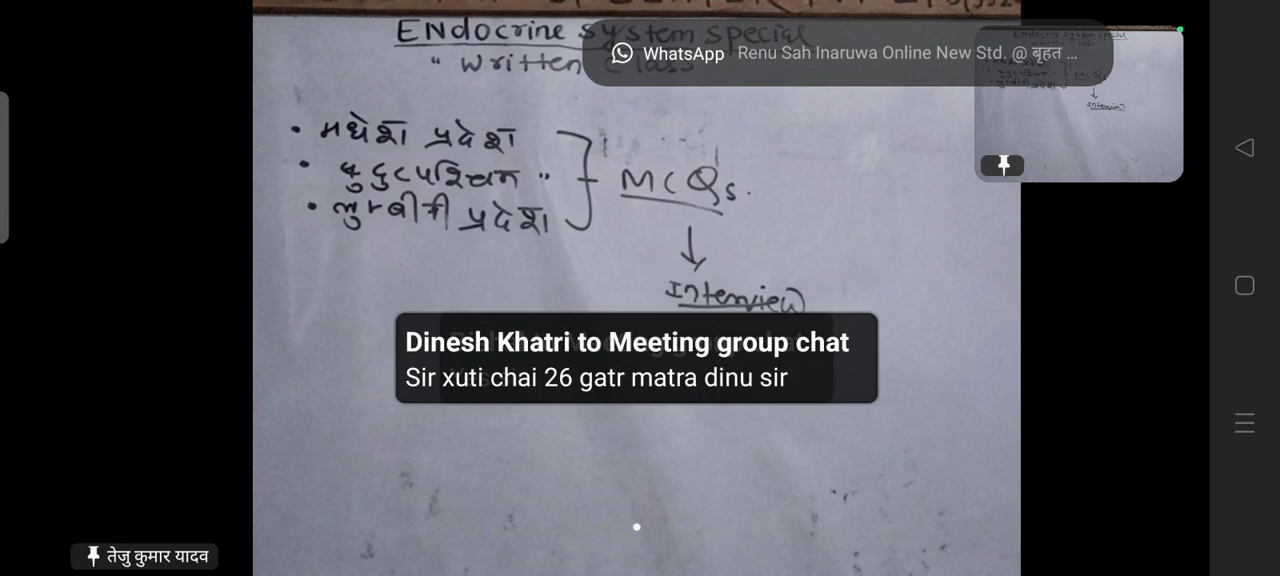 ENdocrine system special
WhatsApp Renu Sah Inaruwa Online New Std. @ बृहत ...
" written class
• मधेश प्रदेश
• सुदुरपश्चिम "
• लुम्बीनी प्रदेश
MCQs.
Interview
Dinesh Khatri to Meeting group chat
Sir xuti chai 26 gatr matra dinu sir
तेजु कुमार यादव